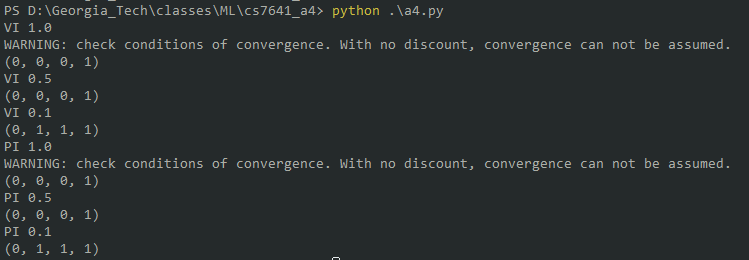 PS D:\Georgia_Tech\classes\ML\cs7641_a4> python .\a4.py
VI 1.0
WARNING: check conditions of convergence. With no discount, convergence can not be assumed.
(0, 0, 0, 1)
VI 0.5
(0, 0, 0, 1)
VI 0.1
(0, 1, 1, 1)
PI 1.0
WARNING: check conditions of convergence. With no discount, convergence can not be assumed.
(0, 0, 0, 1)
PI 0.5
(0, 0, 0, 1)
PI 0.1
(0, 1, 1, 1)